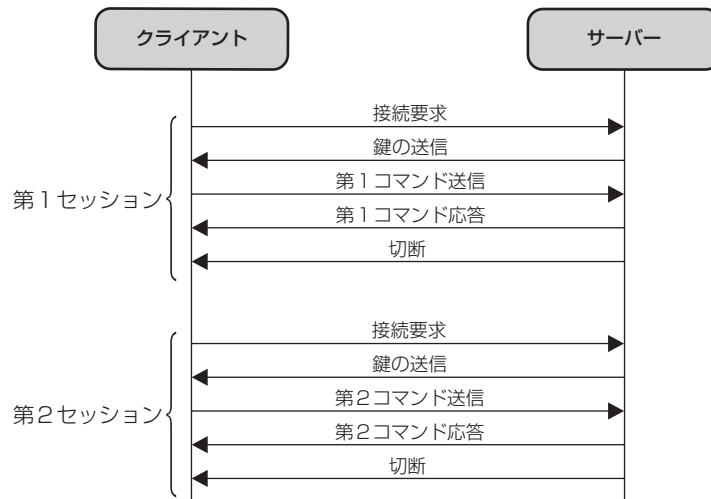 クライアント
サーバー
第1セッション
接続要求
鍵の送信
第1コマンド送信
第1コマンド応答
切断
第2セッション
接続要求
鍵の送信
第2コマンド送信
第2コマンド応答
切断